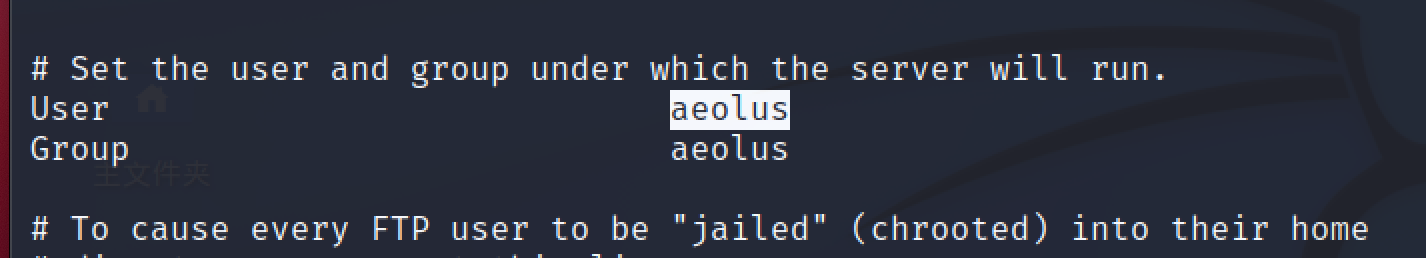 # Set the user and group under which the server will run.
User aeolus
Group aeolus
主文件夹
# To cause every FTP user to be "jailed" (chrooted) into their home